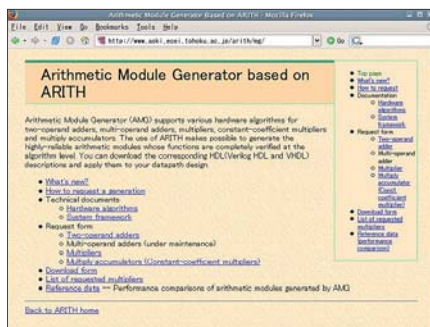 Arithmetic Module Generator Based on ARITH - Mozilla Firefox
File Edit View Go Bookmarks Tools Help
http://www.aoki.ecei.tohoku.ac.jp/arith/mg/
Go
Arithmetic Module Generator based on
ARITH
Arithmetic Module Generator (AMG) supports various hardware algorithms for
two-operand adders, multi-operand adders, multipliers, constant-coefficient multipliers
and multiply accumulators. The use of ARITH makes possible to generate the
highly-reliable arithmetic modules whose functions are completely verified at the
algorithm level. You can download the corresponding HDL(Verilog HDL and VHDL)
descriptions and apply them to your datapath design.
What's new?
How to request a generation
Technical documents
Hardware algorithms
System framework
Request form
Two-operand adders
Multi-operand adders (under maintenance)
Multipliers
Multiply accumulators (Constant-coefficient multipliers)
Download form
List of requested multipliers
Reference data -- Performance comparisons of arithmetic modules generated by AMG
Back to ARITH home
Top page
What's new?
How to request
Documentation
Hardware
algorithms
System
framework
Request form
Two-operand
adder
Multi-operand
adder
Multiplier
Multiply
accumulator
(Const.
coefficient
multiplier)
Download form
List of requested
multipliers
Reference data
(performance
comparison)